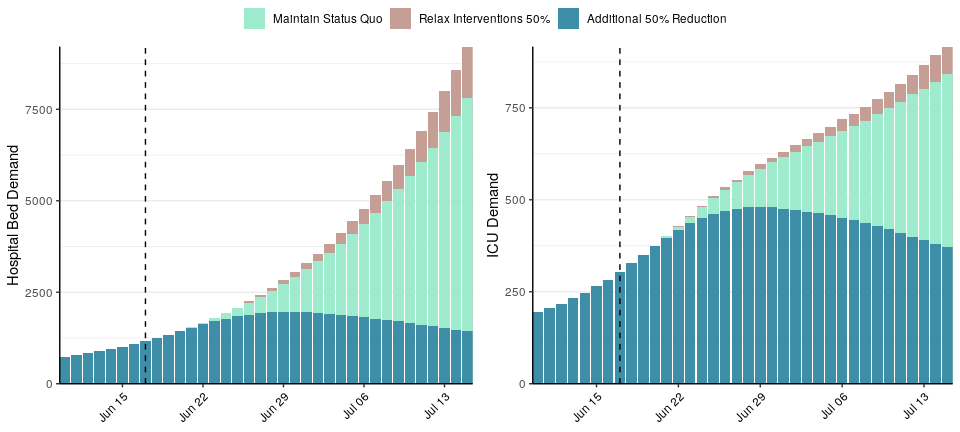 Maintain Status Quo Relax Interventions 50% Additional 50% Reduction
Hospital Bed Demand
7500
5000
2500
0
Jun 15
Jun 22
Jun 29
Jul 06
Jul 13
ICU Demand
750
500
250
0
Jun 15
Jun 22
Jun 29
Jul 06
Jul 13